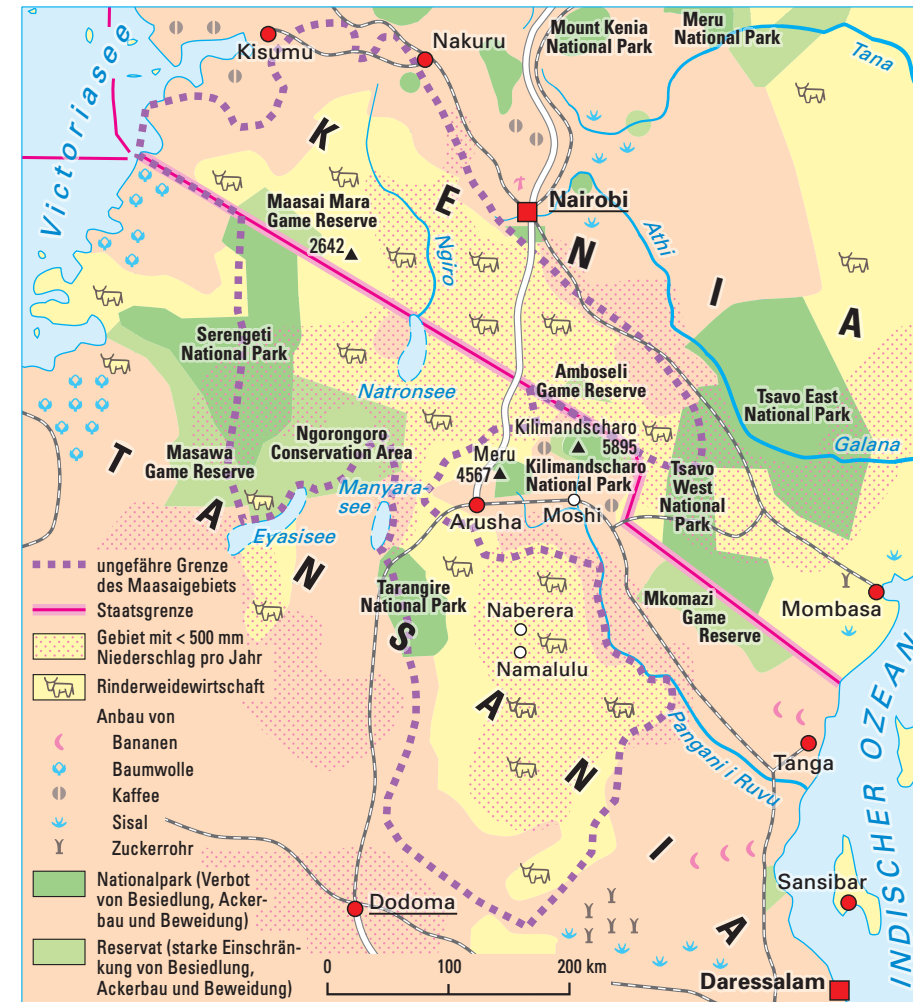 Victoriasee
Kisumu
Nakuru
Mount Kenia
National Park
Meru
National Park
Tana
KENIA
Maasai Mara
Game Reserve
2642
Ngiro
Nairobi
Athi
Serengeti
National Park
Natronsee
Amboseli
Game Reserve
Tsavo East
National Park
Galana
Kilimandscharo
5895
Kilimandscharo
National Park
Meru
4567
Ngorongoro
Conservation Area
Masawa
Game Reserve
Manyara-
see
Eyasisee
Arusha
Moshi
Tsavo
West
National
Park
TANSANIA
Tarangire
National Park
Naberera
Namalulu
Mkomazi
Game
Reserve
Mombasa
Pangani i Ruvu
Tanga
INDISCHER OZEAN
Sansibar
Dodoma
Daressalam
ungefähre Grenze
des Maasaigebiets
Staatsgrenze
Gebiet mit < 500 mm
Niederschlag pro Jahr
Rinderweidewirtschaft
Anbau von
Bananen
Baumwolle
Kaffee
Sisal
Zuckerrohr
Nationalpark (Verbot
von Besiedlung, Acker-
bau und Beweidung)
Reservat (starke Einschrän-
kung von Besiedlung,
Ackerbau und Beweidung)
0 100 200 km